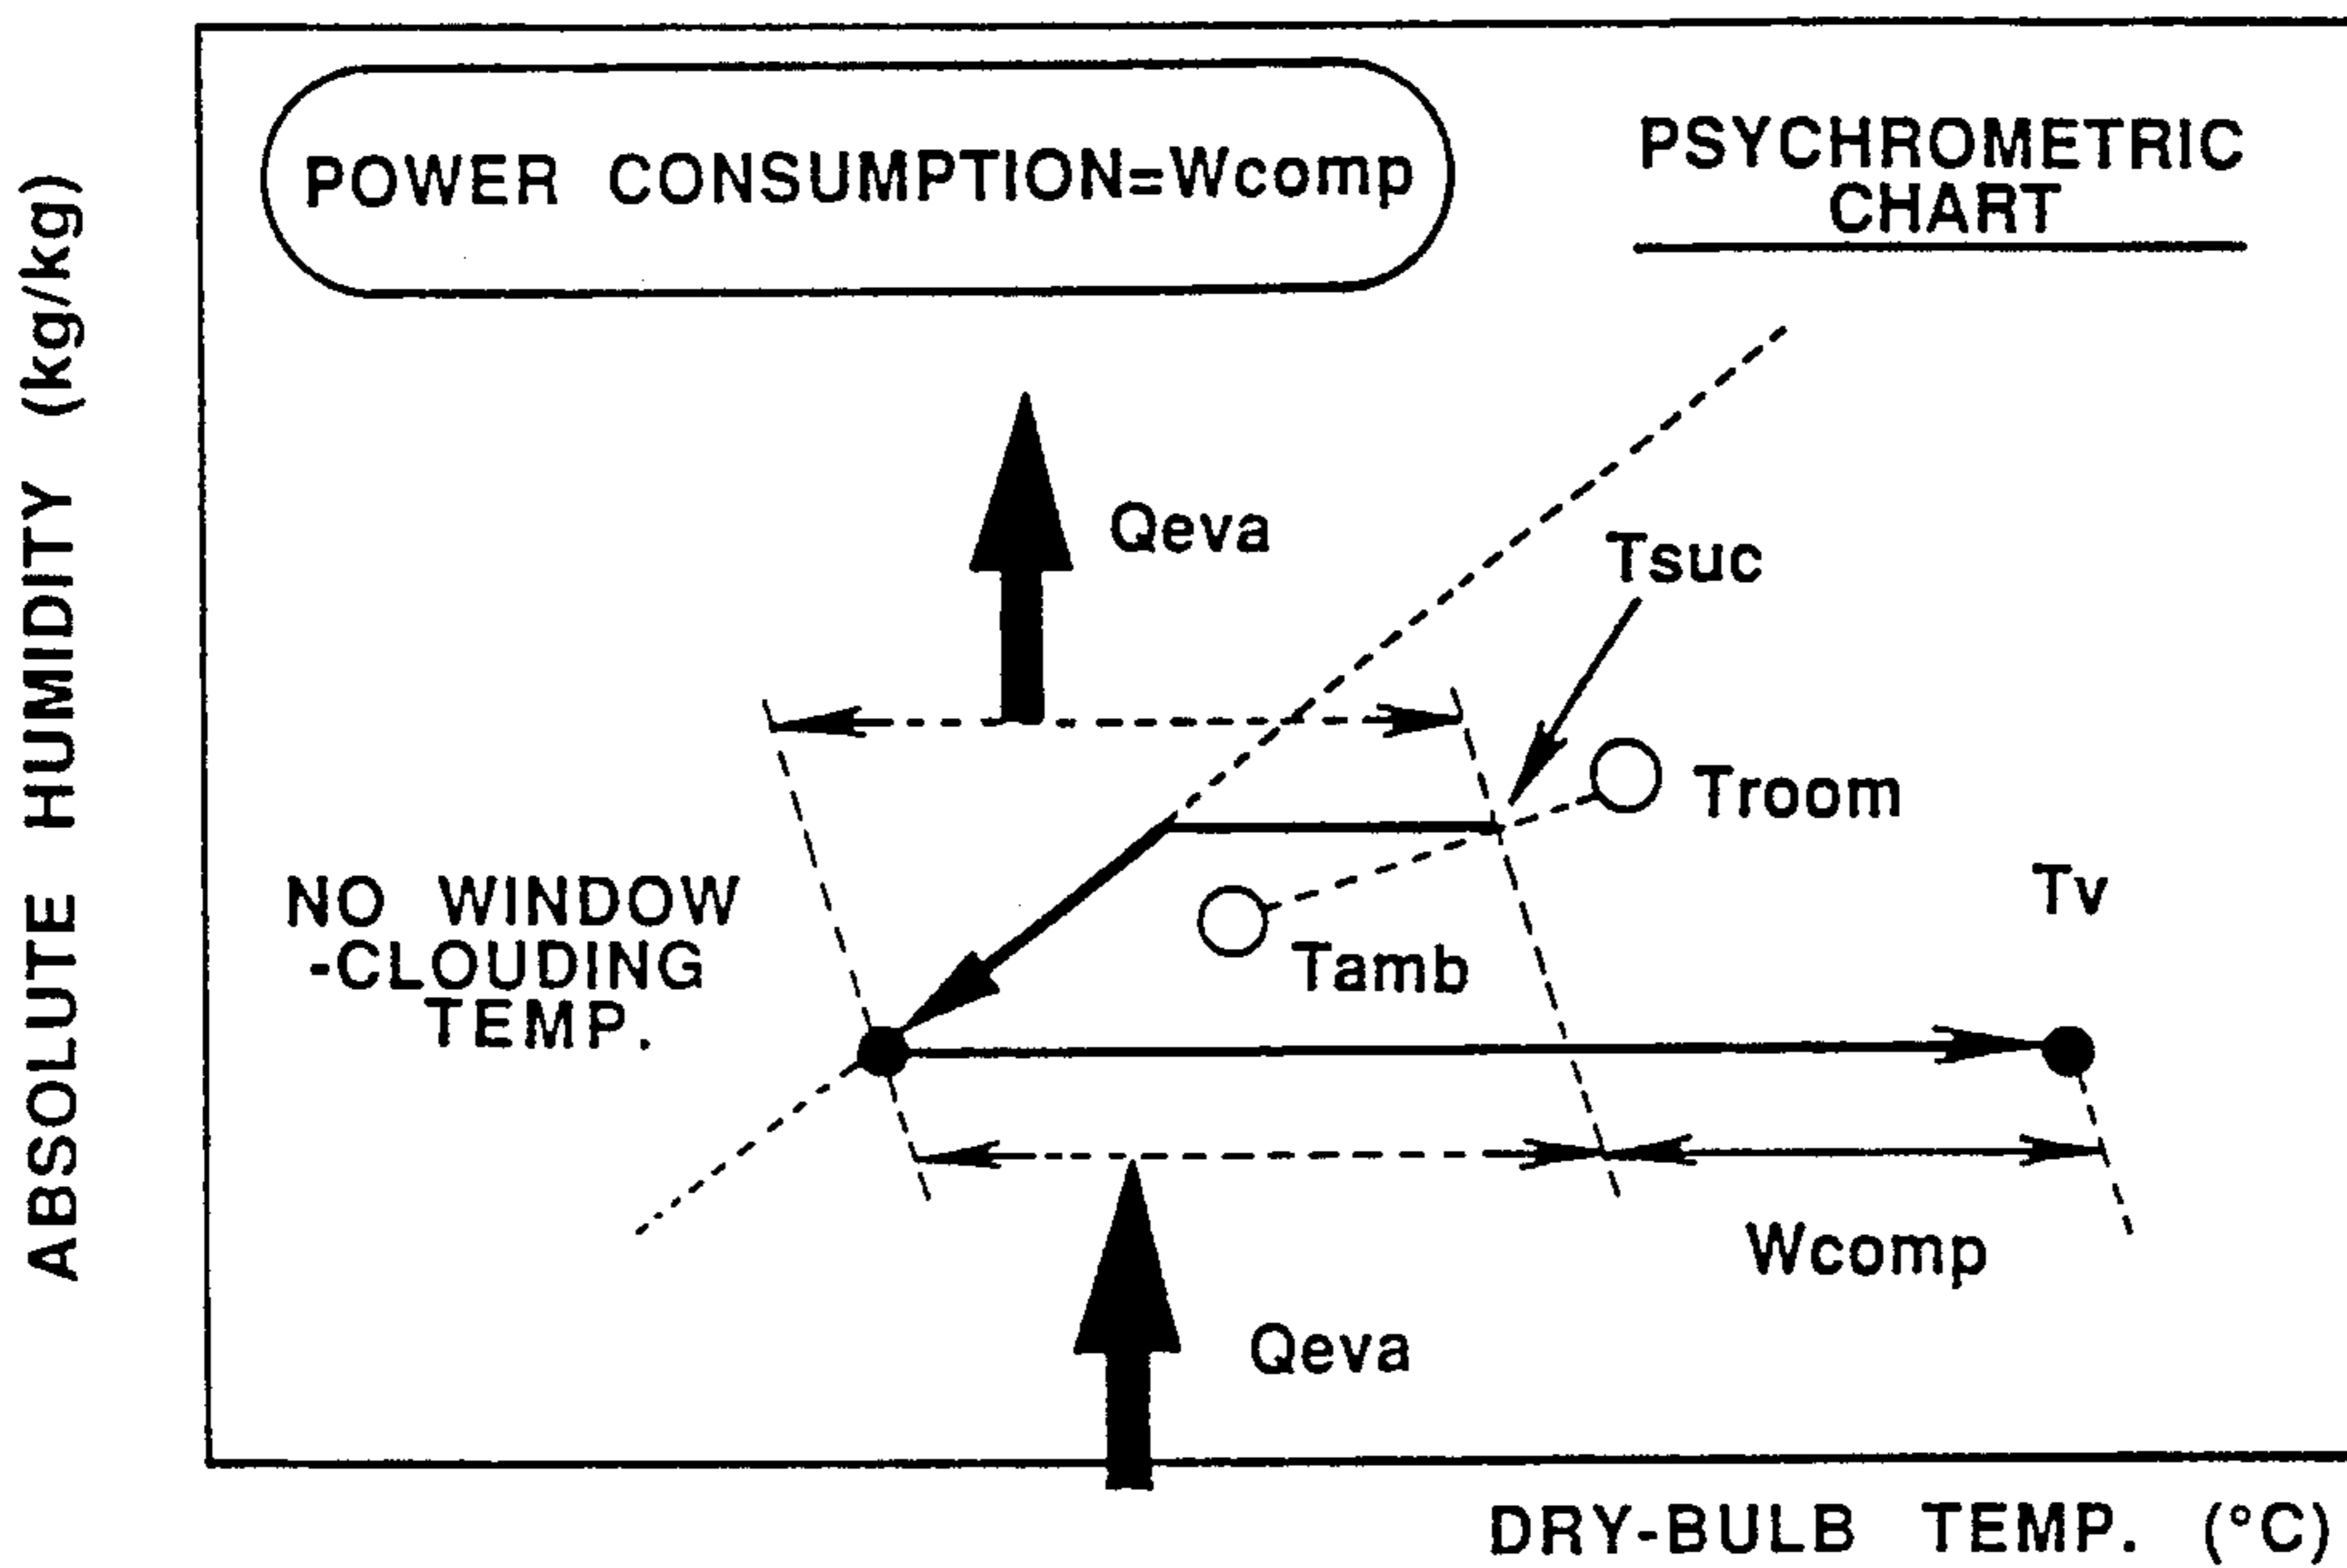 POWER CONSUMPTION=Wcomp
PSYCHROMETRIC
CHART
ABSOLUTE HUMIDITY (kg/kg)
Qeva
Tsuc
Troom
Tv
NO WINDOW
-CLOUDING
TEMP.
Tamb
Wcomp
Qeva
DRY-BULB TEMP. (°C)